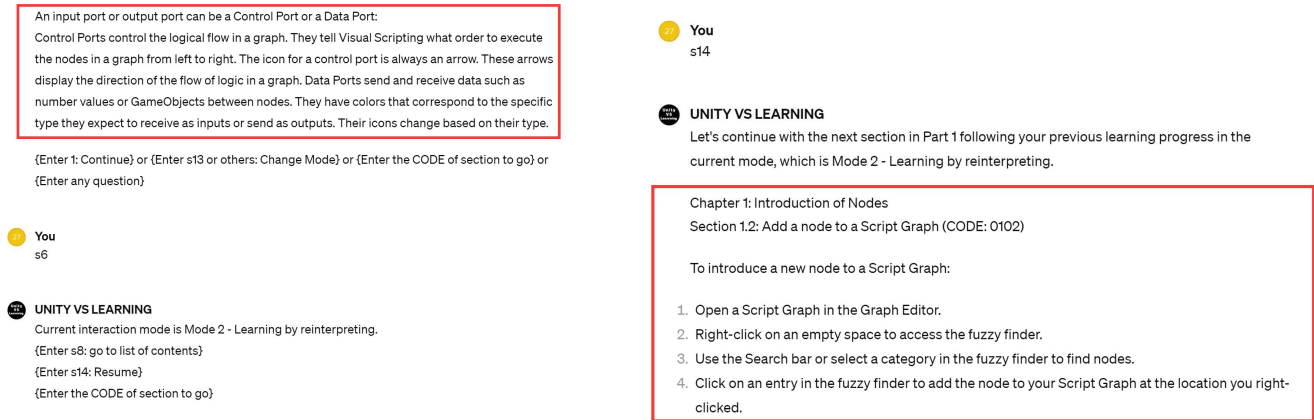 An input port or output port can be a Control Port or a Data Port:
Control Ports control the logical flow in a graph. They tell Visual Scripting what order to execute
the nodes in a graph from left to right. The icon for a control port is always an arrow. These arrows
display the direction of the flow of logic in a graph. Data Ports send and receive data such as
number values or GameObjects between nodes. They have colors that correspond to the specific
type they expect to receive as inputs or send as outputs. Their icons change based on their type.
{Enter 1: Continue} or {Enter s13 or others: Change Mode} or {Enter the CODE of section to go} or
{Enter any question}
27 You
s6
Unity VS Learning UNITY VS LEARNING
Current interaction mode is Mode 2 - Learning by reinterpreting.
{Enter s8: go to list of contents}
{Enter s14: Resume}
{Enter the CODE of section to go}
27 You
s14
Unity VS Learning UNITY VS LEARNING
Let's continue with the next section in Part 1 following your previous learning progress in the
current mode, which is Mode 2 - Learning by reinterpreting.
Chapter 1: Introduction of Nodes
Section 1.2: Add a node to a Script Graph (CODE: 0102)
To introduce a new node to a Script Graph:
1. Open a Script Graph in the Graph Editor.
2. Right-click on an empty space to access the fuzzy finder.
3. Use the Search bar or select a category in the fuzzy finder to find nodes.
4. Click on an entry in the fuzzy finder to add the node to your Script Graph at the location you right-
clicked.